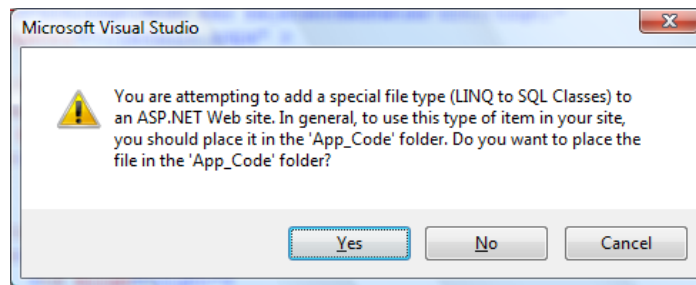 Microsoft Visual Studio
You are attempting to add a special file type (LINQ to SQL Classes) to
an ASP.NET Web site. In general, to use this type of item in your site,
you should place it in the 'App_Code' folder. Do you want to place the
file in the 'App_Code' folder?
Yes No Cancel